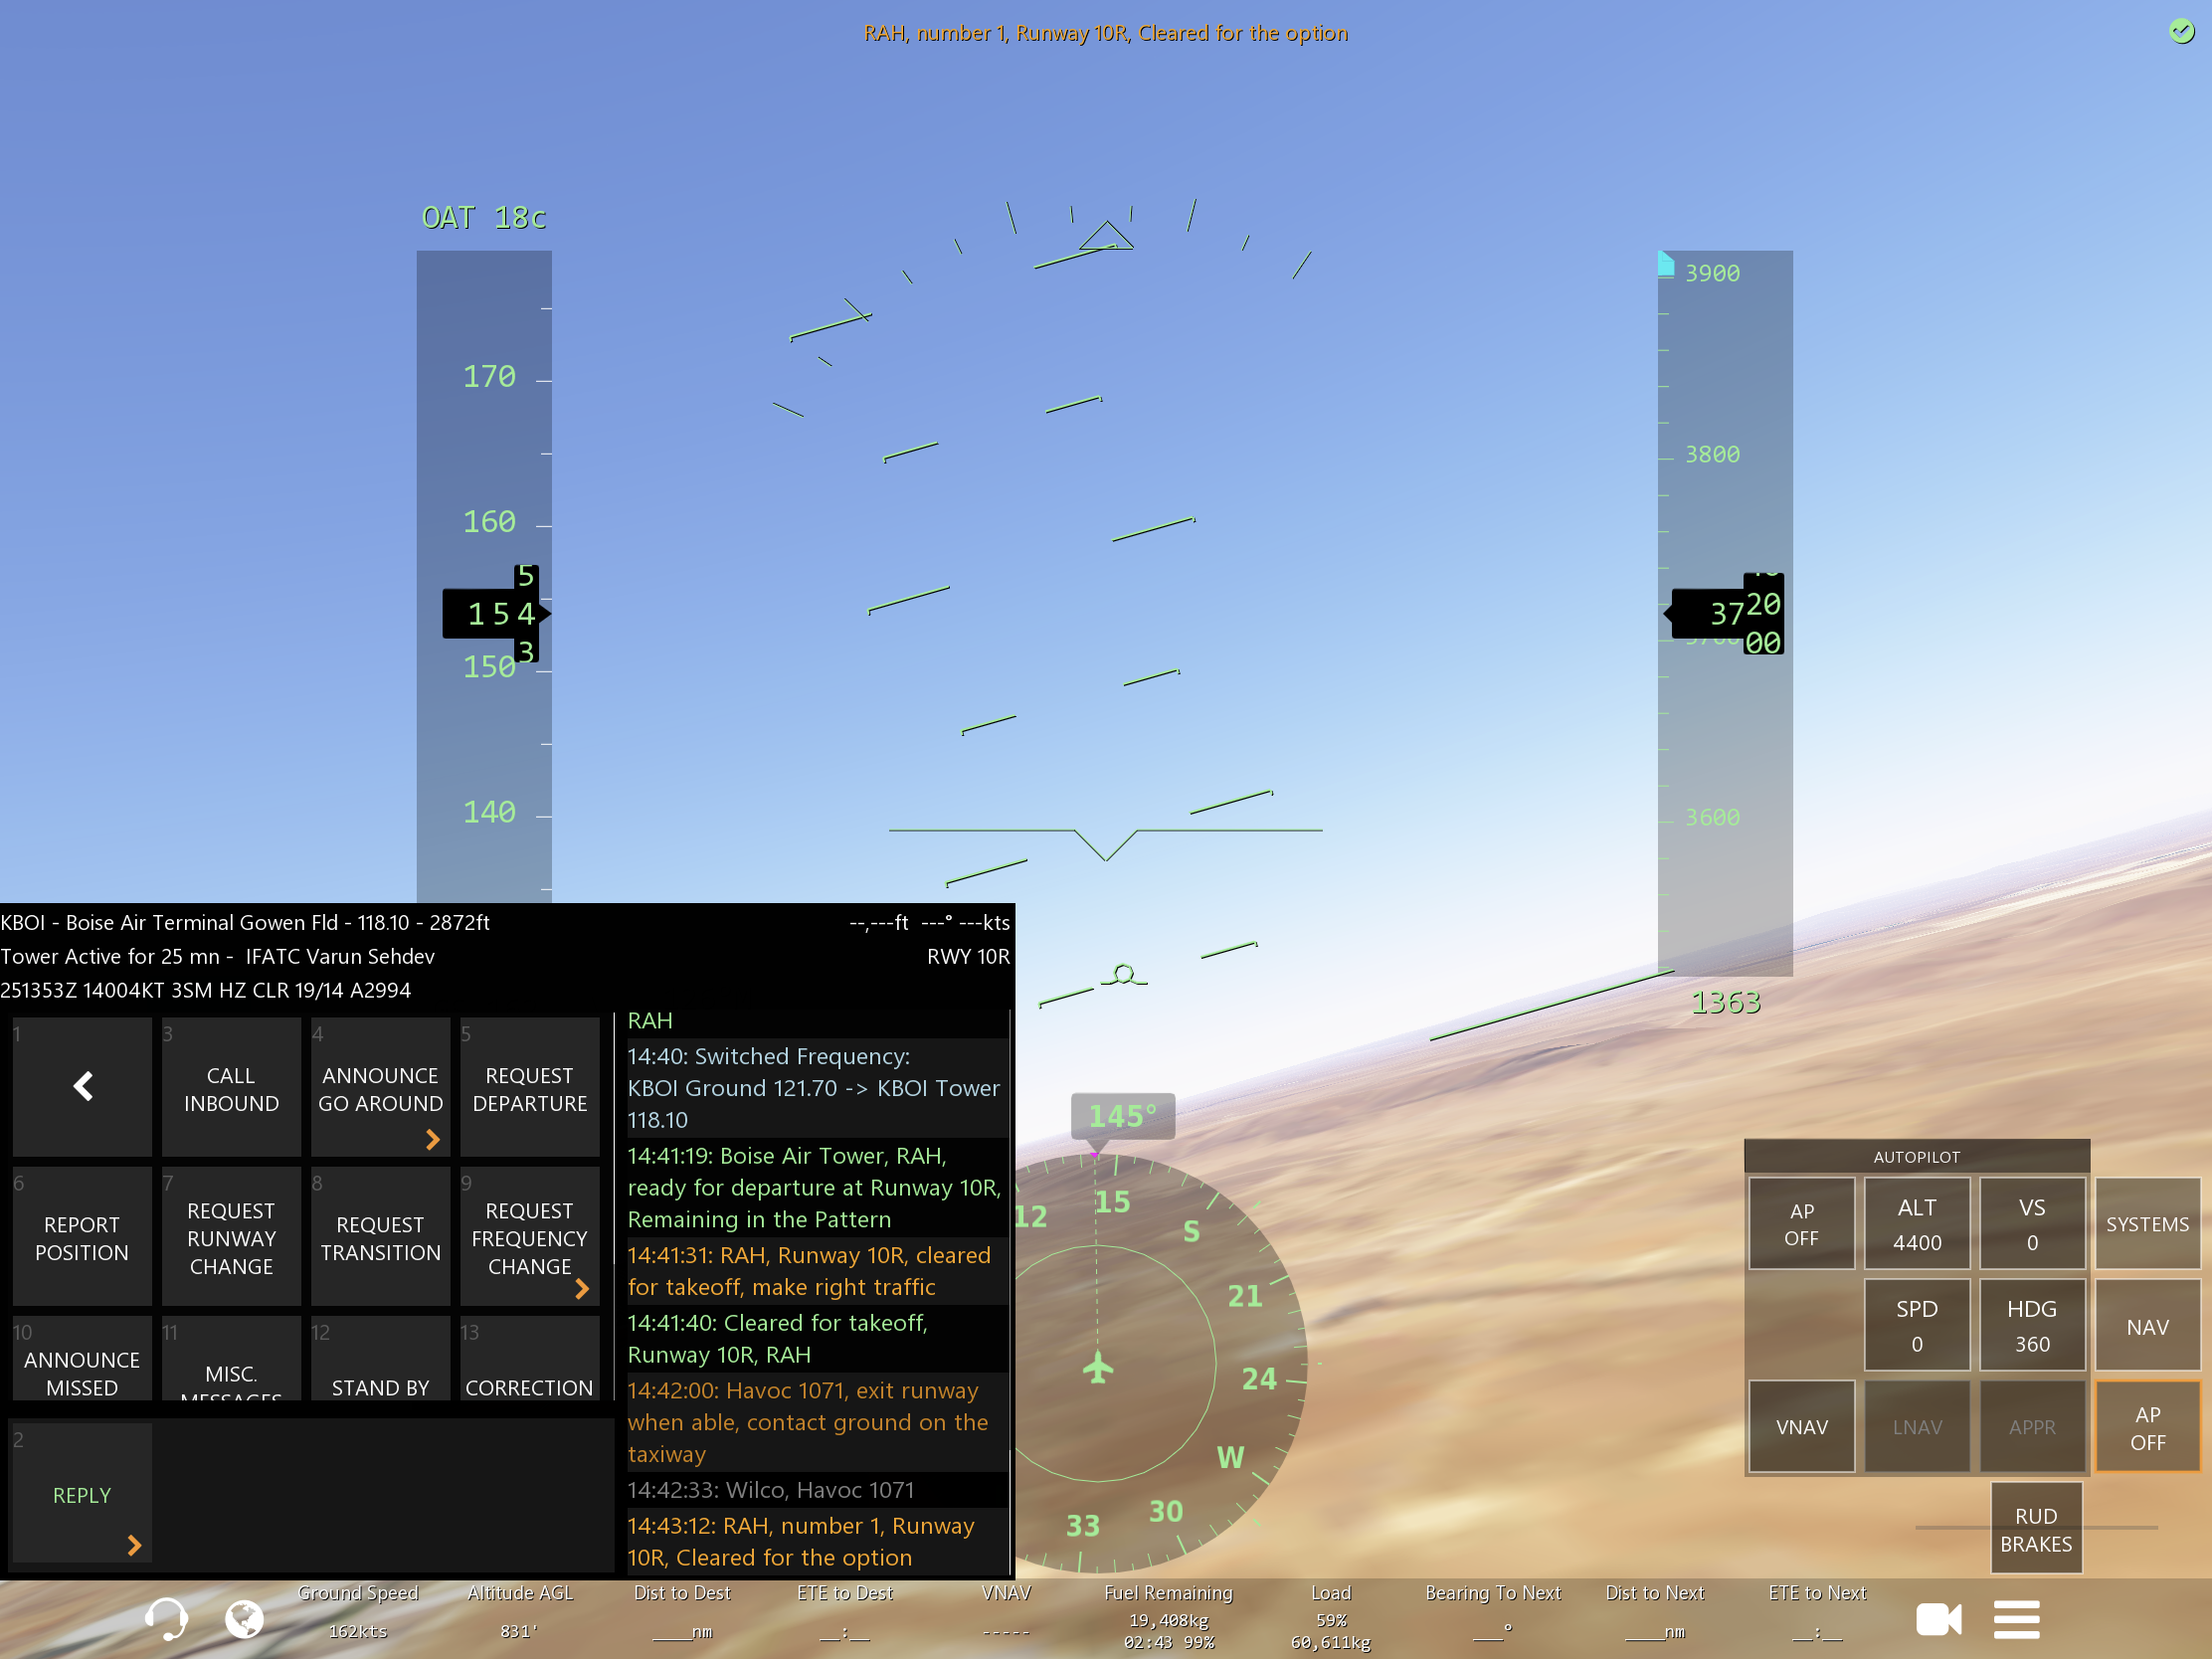 RAH, number 1, Runway 10R, Cleared for the option
OAT 18c
170
160
5
154
3
150
140
3900
3800
3720
00
3600
1363
KBOI - Boise Air Terminal Gowen Fld - 118.10 - 2872ft
--,---ft ---° ---kts
Tower Active for 25 mn - IFATC Varun Sehdev
RWY 10R
251353Z 14004KT 3SM HZ CLR 19/14 A2994
1
3
CALL
INBOUND
4
ANNOUNCE
GO AROUND
5
REQUEST
DEPARTURE
6
REPORT
POSITION
7
REQUEST
RUNWAY
CHANGE
8
REQUEST
TRANSITION
9
REQUEST
FREQUENCY
CHANGE
10
ANNOUNCE
MISSED
11
MISC.
MESSAGES
12
STAND BY
13
CORRECTION
2
REPLY
RAH
14:40: Switched Frequency:
KBOI Ground 121.70 -> KBOI Tower
118.10
14:41:19: Boise Air Tower, RAH,
ready for departure at Runway 10R,
Remaining in the Pattern
14:41:31: RAH, Runway 10R, cleared
for takeoff, make right traffic
14:41:40: Cleared for takeoff,
Runway 10R, RAH
14:42:00: Havoc 1071, exit runway
when able, contact ground on the
taxiway
14:42:33: Wilco, Havoc 1071
14:43:12: RAH, number 1, Runway
10R, Cleared for the option
145°
12
15
S
21
24
W
30
33
AUTOPILOT
AP
OFF
ALT
4400
VS
0
SYSTEMS
SPD
0
HDG
360
NAV
VNAV
LNAV
APPR
AP
OFF
RUD
BRAKES
Ground Speed
162kts
Altitude AGL
831'
Dist to Dest
____nm
ETE to Dest
__:__
VNAV
-----
Fuel Remaining
19,408kg
02:43 99%
Load
59%
60,611kg
Bearing To Next
___°
Dist to Next
____nm
ETE to Next
__:__